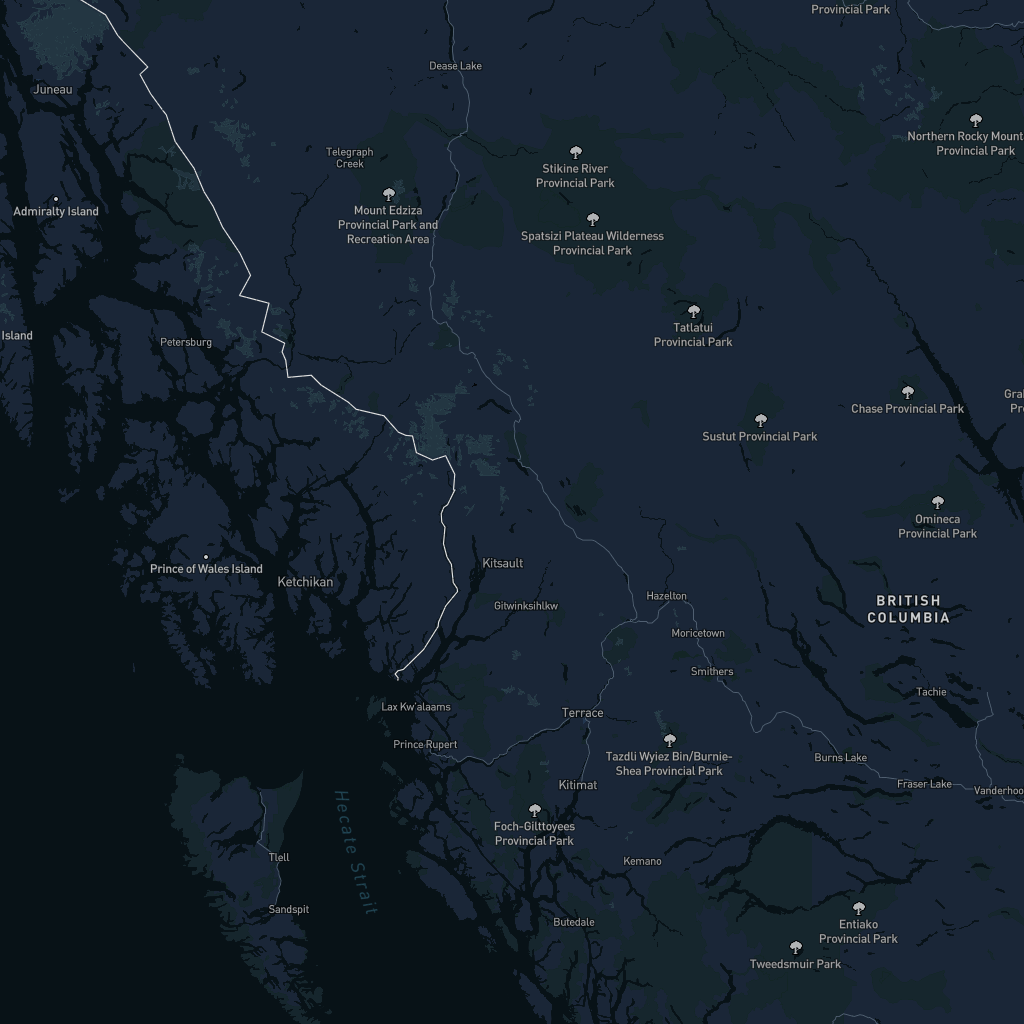 Provincial Park
Dease Lake
Juneau
Northern Rocky Mount
Provincial Park
Telegraph
Creek
Stikine River
Provincial Park
Mount Edziza
Provincial Park and
Recreation Area
Admiralty Island
Spatsizi Plateau Wilderness
Provincial Park
Island
Petersburg
Tatlatui
Provincial Park
Chase Provincial Park
Gra
Pr
Sustut Provincial Park
Omineca
Provincial Park
Prince of Wales Island
Ketchikan
Kitsault
Gitwinksihlkw
Hazelton
BRITISH
COLUMBIA
Moricetown
Smithers
Tachie
Lax Kw'alaams
Terrace
Prince Rupert
Tazdli Wyiez Bin/Burnie-
Shea Provincial Park
Burns Lake
Kitimat
Fraser Lake
Vanderhoo
Hecate Strait
Foch-Gilttoyees
Provincial Park
Tlell
Kemano
Sandspit
Butedale
Entiako
Provincial Park
Tweedsmuir Park